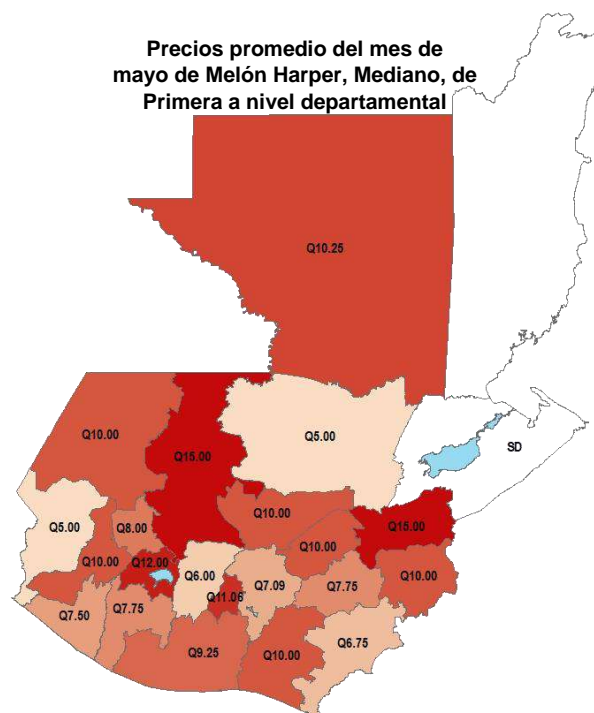 Precios promedio del mes de
mayo de Melón Harper, Mediano, de
Primera a nivel departamental
Q10.25
Q10.00
Q15.00
Q5.00
SD
Q5.00
Q8.00
Q10.00
Q15.00
Q10.00
Q12.00
Q6.00
Q10.00
Q10.00
Q11.06
Q7.09
Q7.75
Q7.50
Q7.75
Q9.25
Q10.00
Q6.75